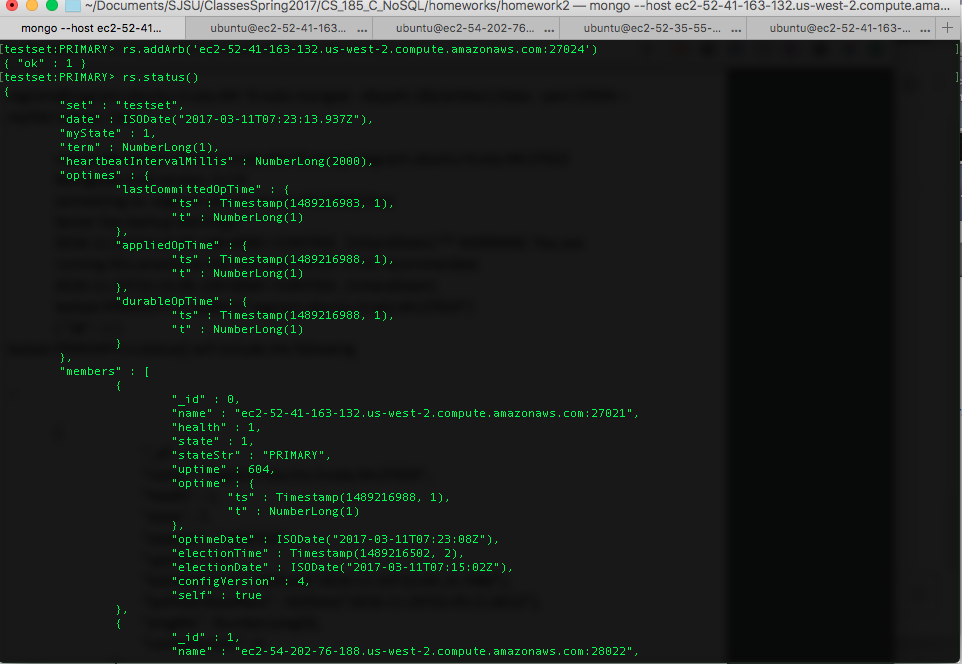 ~/Documents/SJSU/ClassesSpring2017/CS_185_C_NoSQL/homeworks/homework2 — mongo --host ec2-52-41-163-132.us-west-2.compute.ama...
mongo --host ec2-52-41... ubuntu@ec2-52-41-163... ... ubuntu@ec2-54-202-76... ... ubuntu@ec2-52-35-55-... ... ubuntu@ec2-52-41-163-... ... +
[testset:PRIMARY> rs.addArb('ec2-52-41-163-132.us-west-2.compute.amazonaws.com:27024') ]
{ "ok" : 1 }
[testset:PRIMARY> rs.status() ]
{
"set" : "testset",
"date" : ISODate("2017-03-11T07:23:13.937Z"),
"myState" : 1,
"term" : NumberLong(1),
"heartbeatIntervalMillis" : NumberLong(2000),
"optimes" : {
"lastCommittedOpTime" : {
"ts" : Timestamp(1489216983, 1),
"t" : NumberLong(1)
},
"appliedOpTime" : {
"ts" : Timestamp(1489216988, 1),
"t" : NumberLong(1)
},
"durableOpTime" : {
"ts" : Timestamp(1489216988, 1),
"t" : NumberLong(1)
}
},
"members" : [
{
"_id" : 0,
"name" : "ec2-52-41-163-132.us-west-2.compute.amazonaws.com:27021",
"health" : 1,
"state" : 1,
"stateStr" : "PRIMARY",
"uptime" : 604,
"optime" : {
"ts" : Timestamp(1489216988, 1),
"t" : NumberLong(1)
},
"optimeDate" : ISODate("2017-03-11T07:23:08Z"),
"electionTime" : Timestamp(1489216502, 2),
"electionDate" : ISODate("2017-03-11T07:15:02Z"),
"configVersion" : 4,
"self" : true
},
{
"_id" : 1,
"name" : "ec2-54-202-76-188.us-west-2.compute.amazonaws.com:28022",